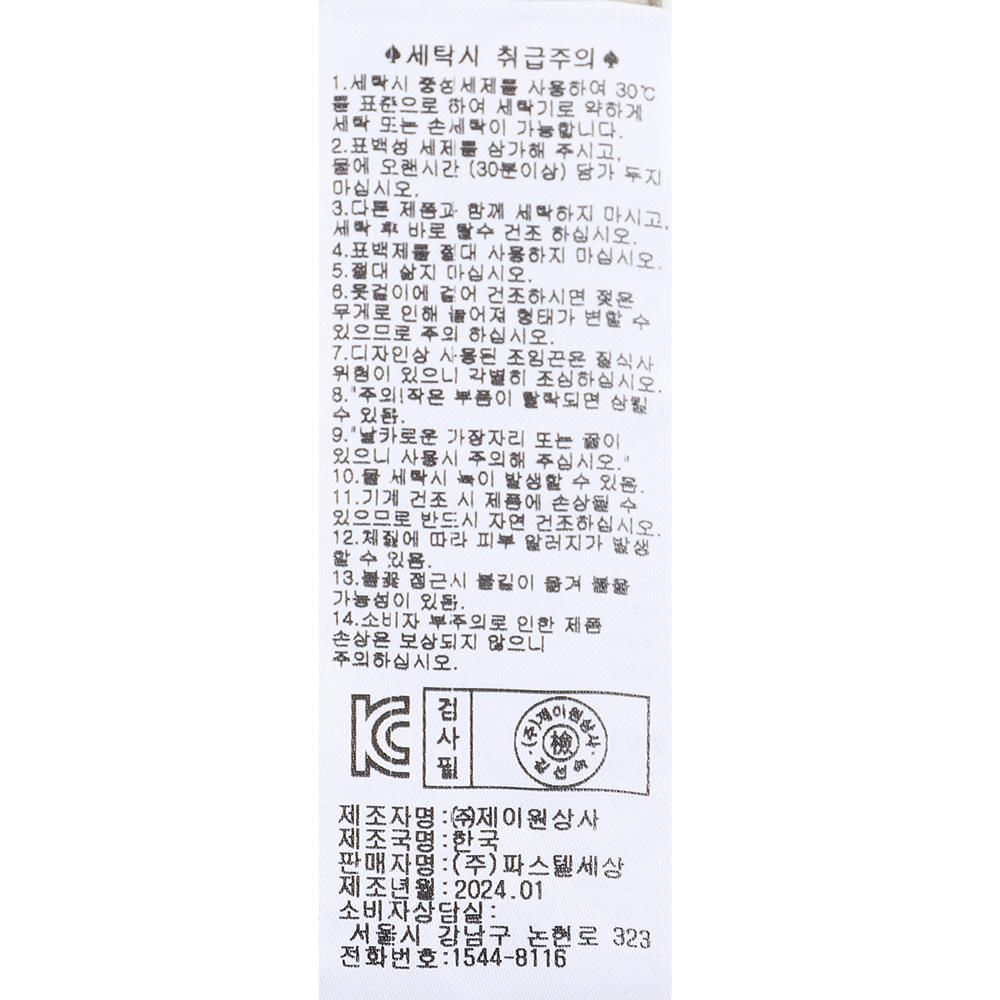 ♠세탁시 취급주의♠
1.세탁시 중성세제를 사용하여 30℃
를 표준으로 하여 세탁기로 약하게
세탁 또는 손세탁이 가능합니다.
2.표백성 세제를 삼가해 주시고,
물에 오랜시간 (30분이상) 담가 두지
마십시오.
3.다른 제품과 함께 세탁하지 마시고,
세탁 후 바로 탈수 건조 하십시오.
4.표백제를 절대 사용하지 마십시오.
5.절대 삶지 마십시오.
6.옷걸이에 걸어 건조하시면 젖은
무게로 인해 늘어져 형태가 변할 수
있으므로 주의 하십시오.
7.디자인상 사용된 조임끈은 질식사
위험이 있으니 각별히 조심하십시오.
8."주의!작은 부품이 탈락되면 삼킬
수 있음.
9."날카로운 가장자리 또는 끝이
있으니 사용시 주의해 주십시오."
10.물 세탁시 녹이 발생할 수 있음.
11.기계 건조 시 제품에 손상될 수
있으므로 반드시 자연 건조하십시오.
12.체질에 따라 피부 알러지가 발생
할 수 있음.
13.불꽃 접근시 불길이 옮겨 붙을
가능성이 있음.
14.소비자 부주의로 인한 제품
손상은 보상되지 않으니
주의하십시오.
KC
검사필
(주)제이원상사
檢
제조자명:㈜제이원상사
제조국명:한국
판매자명:(주)파스텔세상
제조년월:2024.01
소비자상담실:
서울시 강남구 논현로 323
전화번호:1544-8116